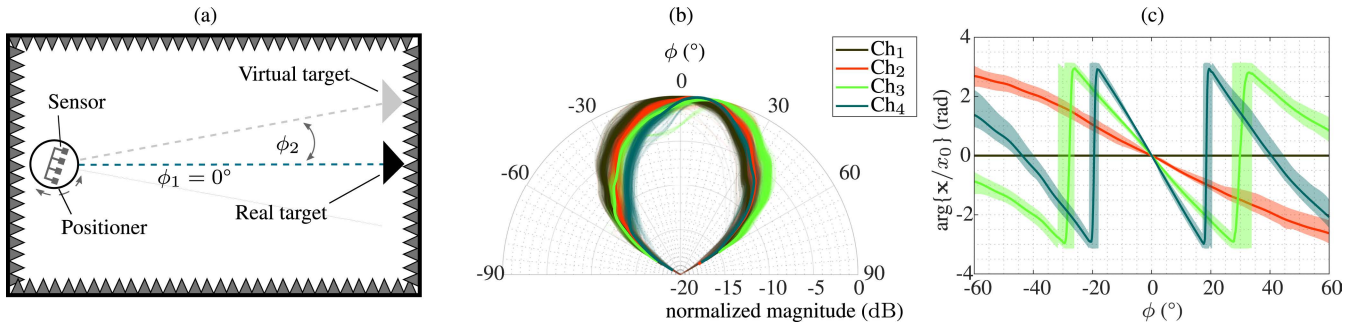 (a)
Virtual target
Sensor
ϕ₂
ϕ₁ = 0°
Real target
Positioner
(b)
ϕ (°)
0
-30
30
-60
60
-90
90
-20
-15
-10
-5
0
normalized magnitude (dB)
Ch₁
Ch₂
Ch₃
Ch₄
(c)
arg{x/x₀} (rad)
4
2
0
-2
-4
-60
-40
-20
0
20
40
60
ϕ (°)